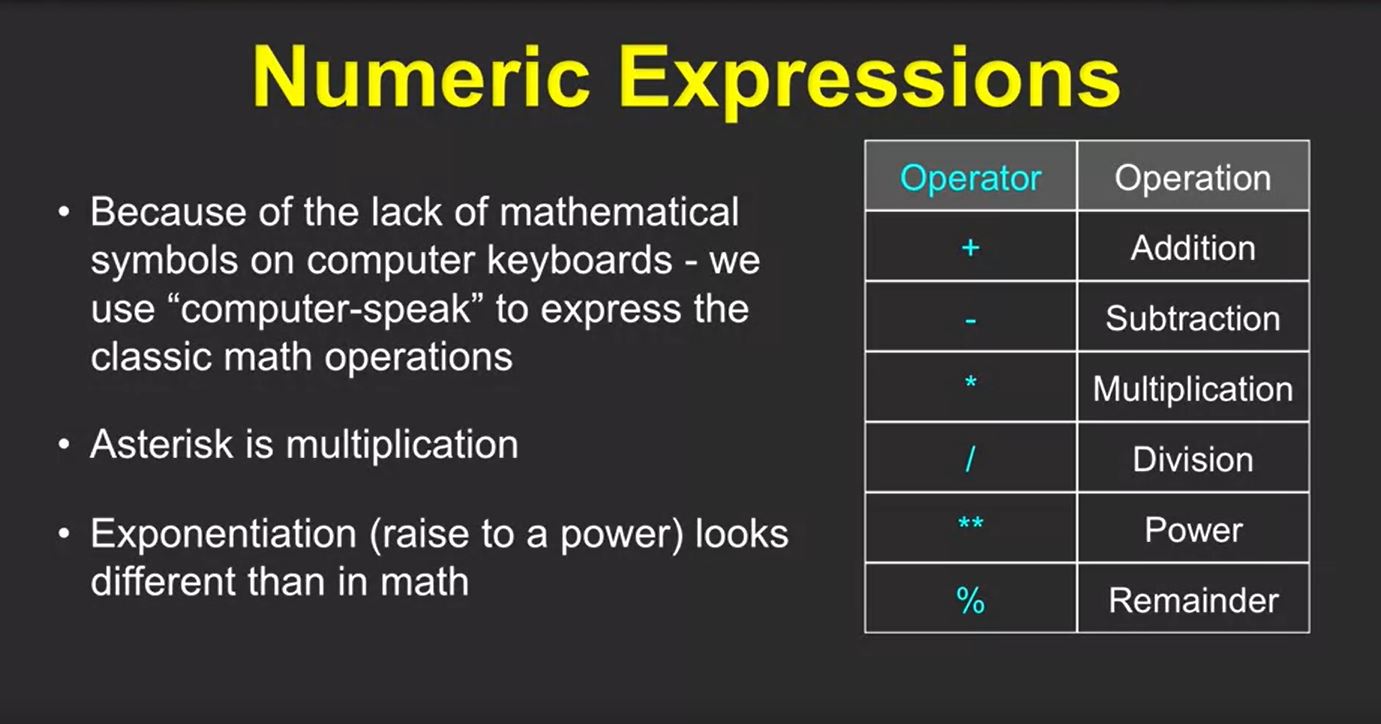 Numeric Expressions
• Because of the lack of mathematical
symbols on computer keyboards - we
use “computer-speak” to express the
classic math operations
• Asterisk is multiplication
• Exponentiation (raise to a power) looks
different than in math
Operator Operation
+ Addition
- Subtraction
* Multiplication
/ Division
** Power
% Remainder